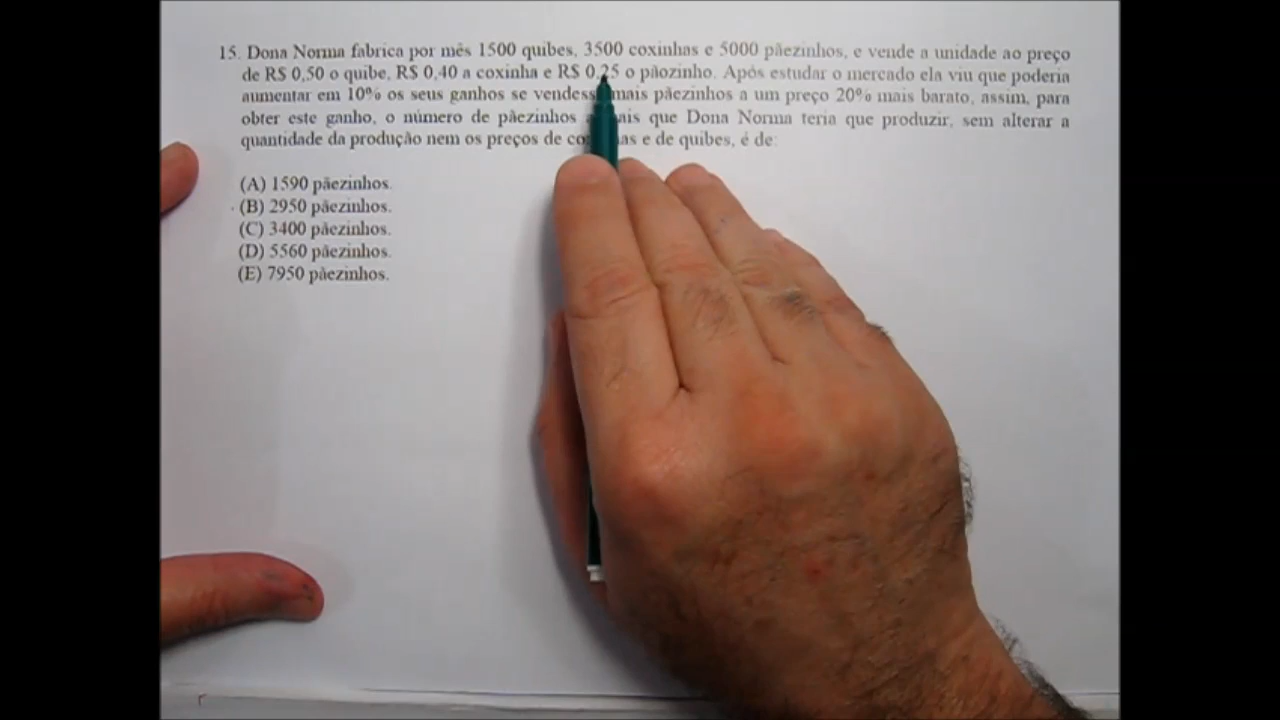 15. Dona Norma fabrica por mês 1500 quibes, 3500 coxinhas e 5000 pãezinhos, e vende a unidade ao preço
de R$ 0,50 o quibe, R$ 0,40 a coxinha e R$ 0,25 o pãozinho. Após estudar o mercado ela viu que poderia
aumentar em 10% os seus ganhos se vendess mais pãezinhos a um preço 20% mais barato, assim, para
obter este ganho, o número de pãezinhos a ais que Dona Norma teria que produzir, sem alterar a
quantidade da produção nem os preços de co as e de quibes, é de:
(A) 1590 pãezinhos.
(B) 2950 pãezinhos.
(C) 3400 pãezinhos.
(D) 5560 pãezinhos.
(E) 7950 pãezinhos.